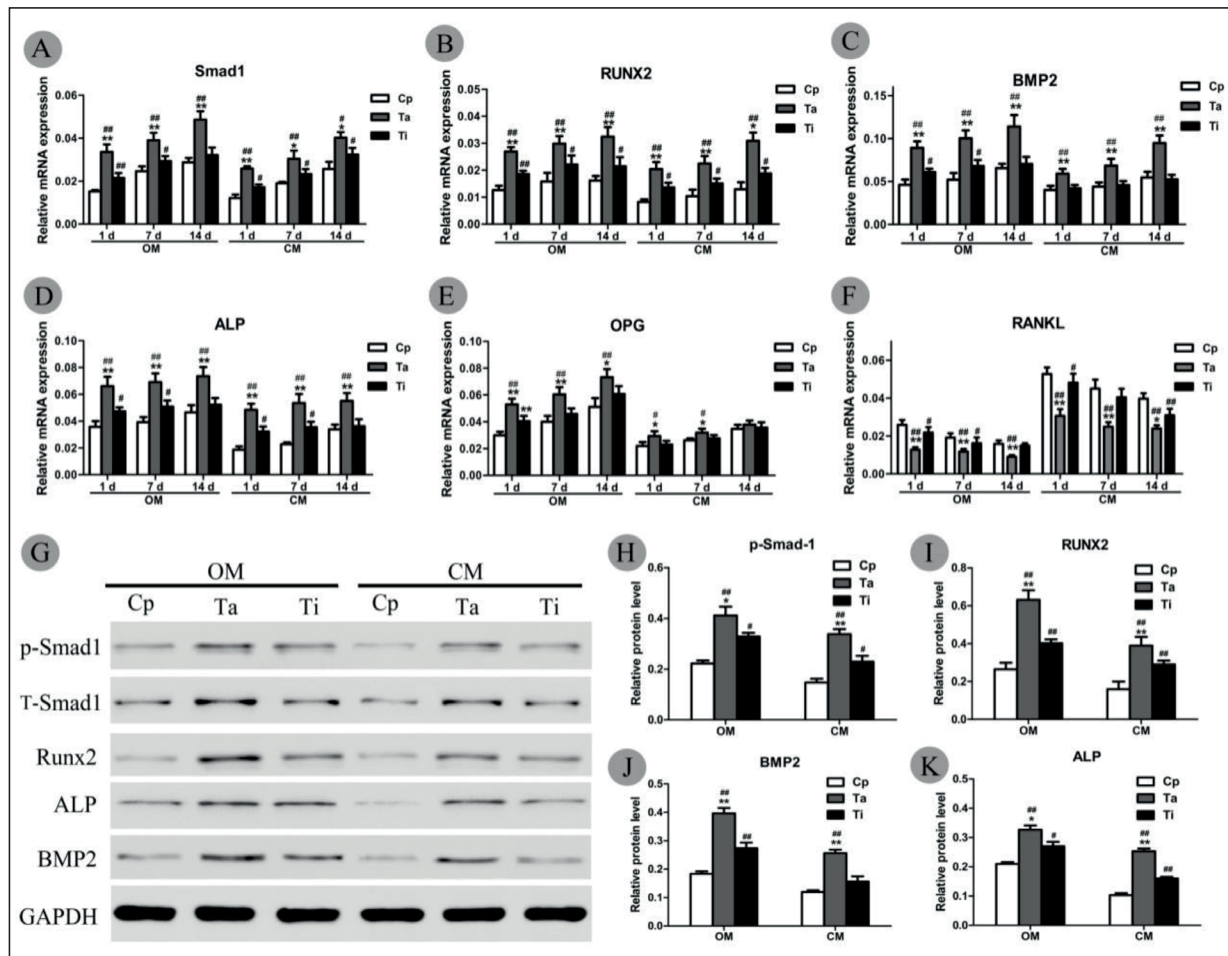 A
Smad1
Relative mRNA expression
0.06
0.04
0.02
0.00
##
**
##
##
**
#
##
**
##
**
#
##
*
#
#
*
#
1 d 7 d 14 d 1 d 7 d 14 d
OM CM
Cp
Ta
Ti
B
RUNX2
Relative mRNA expression
0.05
0.04
0.03
0.02
0.01
0.00
##
**
##
##
**
#
##
**
#
##
**
#
##
**
#
##
*
#
1 d 7 d 14 d 1 d 7 d 14 d
OM CM
Cp
Ta
Ti
C
BMP2
Relative mRNA expression
0.15
0.10
0.05
0.00
##
**
#
##
**
#
##
**
##
**
##
**
##
**
1 d 7 d 14 d 1 d 7 d 14 d
OM CM
Cp
Ta
Ti
D
ALP
Relative mRNA expression
0.10
0.08
0.06
0.04
0.02
0.00
##
**
#
##
**
#
##
**
##
**
#
##
**
#
##
**
1 d 7 d 14 d 1 d 7 d 14 d
OM CM
Cp
Ta
Ti
E
OPG
Relative mRNA expression
0.10
0.08
0.06
0.04
0.02
0.00
##
**
**
##
**
##
*
#
*
#
*
1 d 7 d 14 d 1 d 7 d 14 d
OM CM
Cp
Ta
Ti
F
RANKL
Relative mRNA expression
0.06
0.04
0.02
0.00
##
**
#
##
**
#
##
**
##
**
#
##
**
##
*
##
1 d 7 d 14 d 1 d 7 d 14 d
OM CM
Cp
Ta
Ti
G
OM CM
Cp Ta Ti Cp Ta Ti
p-Smad1
T-Smad1
Runx2
ALP
BMP2
GAPDH
H
p-Smad-1
Relative protein level
0.6
0.4
0.2
0.0
##
*
#
##
**
#
OM CM
Cp
Ta
Ti
I
RUNX2
Relative protein level
0.8
0.6
0.4
0.2
0.0
##
**
##
##
**
##
OM CM
Cp
Ta
Ti
J
BMP2
Relative protein level
0.5
0.4
0.3
0.2
0.1
0.0
##
**
##
##
**
OM CM
Cp
Ta
Ti
K
ALP
Relative protein level
0.5
0.4
0.3
0.2
0.1
0.0
##
*
#
##
**
##
OM CM
Cp
Ta
Ti